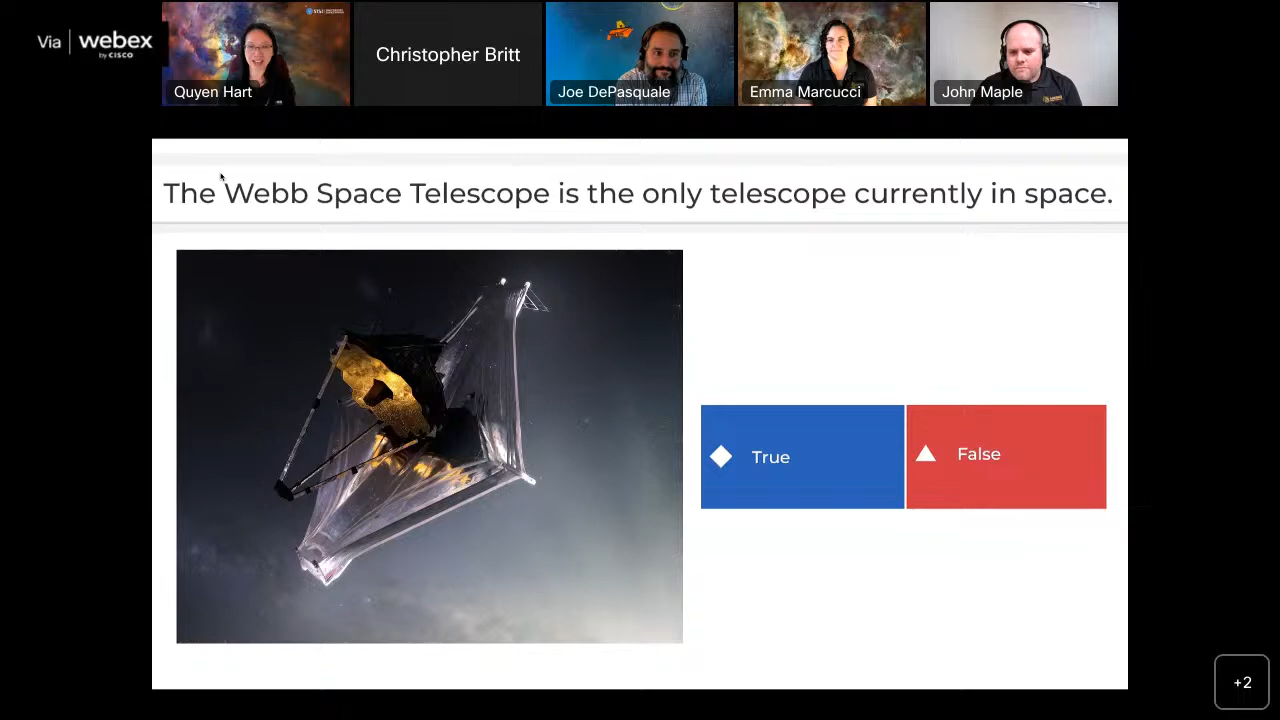 Via webex
by CISCO
Quyen Hart
Christopher Britt
Joe DePasquale
Emma Marcucci
John Maple
The Webb Space Telescope is the only telescope currently in space.
True
False
+2